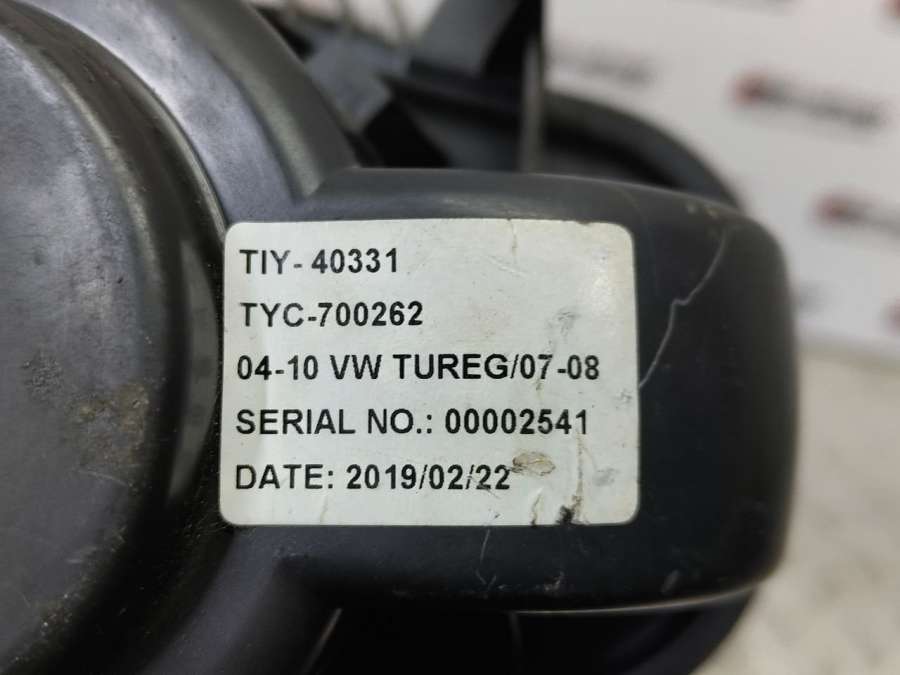 TIY- 40331
TYC-700262
04-10 VW TUREG/07-08
SERIAL NO.: 00002541
DATE: 2019/02/22